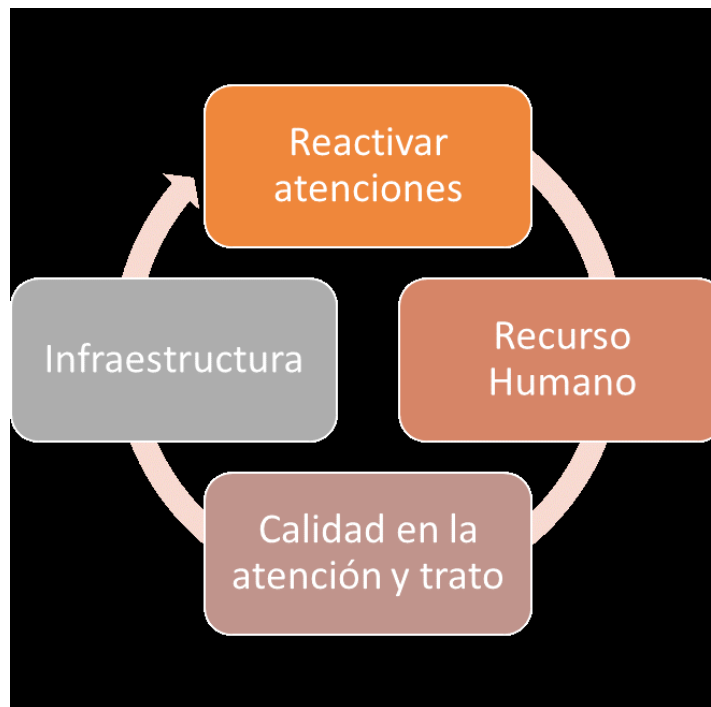 Reactivar
atenciones
Recurso
Humano
Calidad en la
atención y trato
Infraestructura